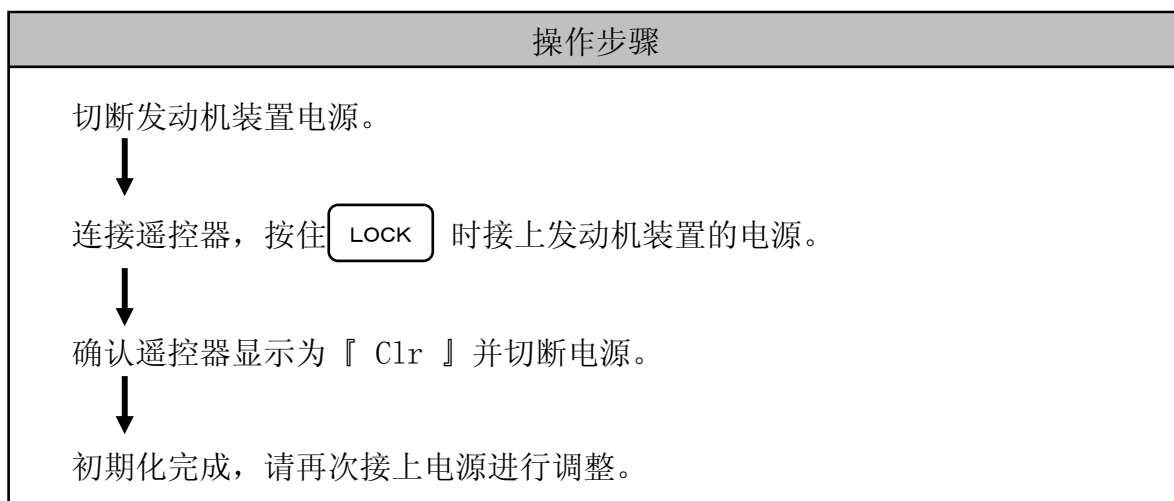 操作步骤
切断发动机装置电源。
连接遥控器，按住 LOCK 时接上发动机装置的电源。
确认遥控器显示为『 Clr 』并切断电源。
初期化完成，请再次接上电源进行调整。